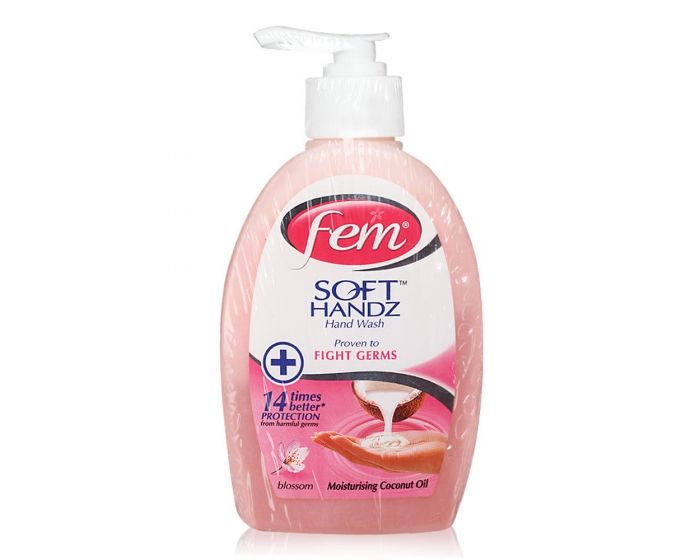 fem®
SOFT™
HANDZ
Hand Wash
Proven to
FIGHT GERMS
14 times
better*
PROTECTION
from harmful germs
blossom
Moisturising Coconut Oil